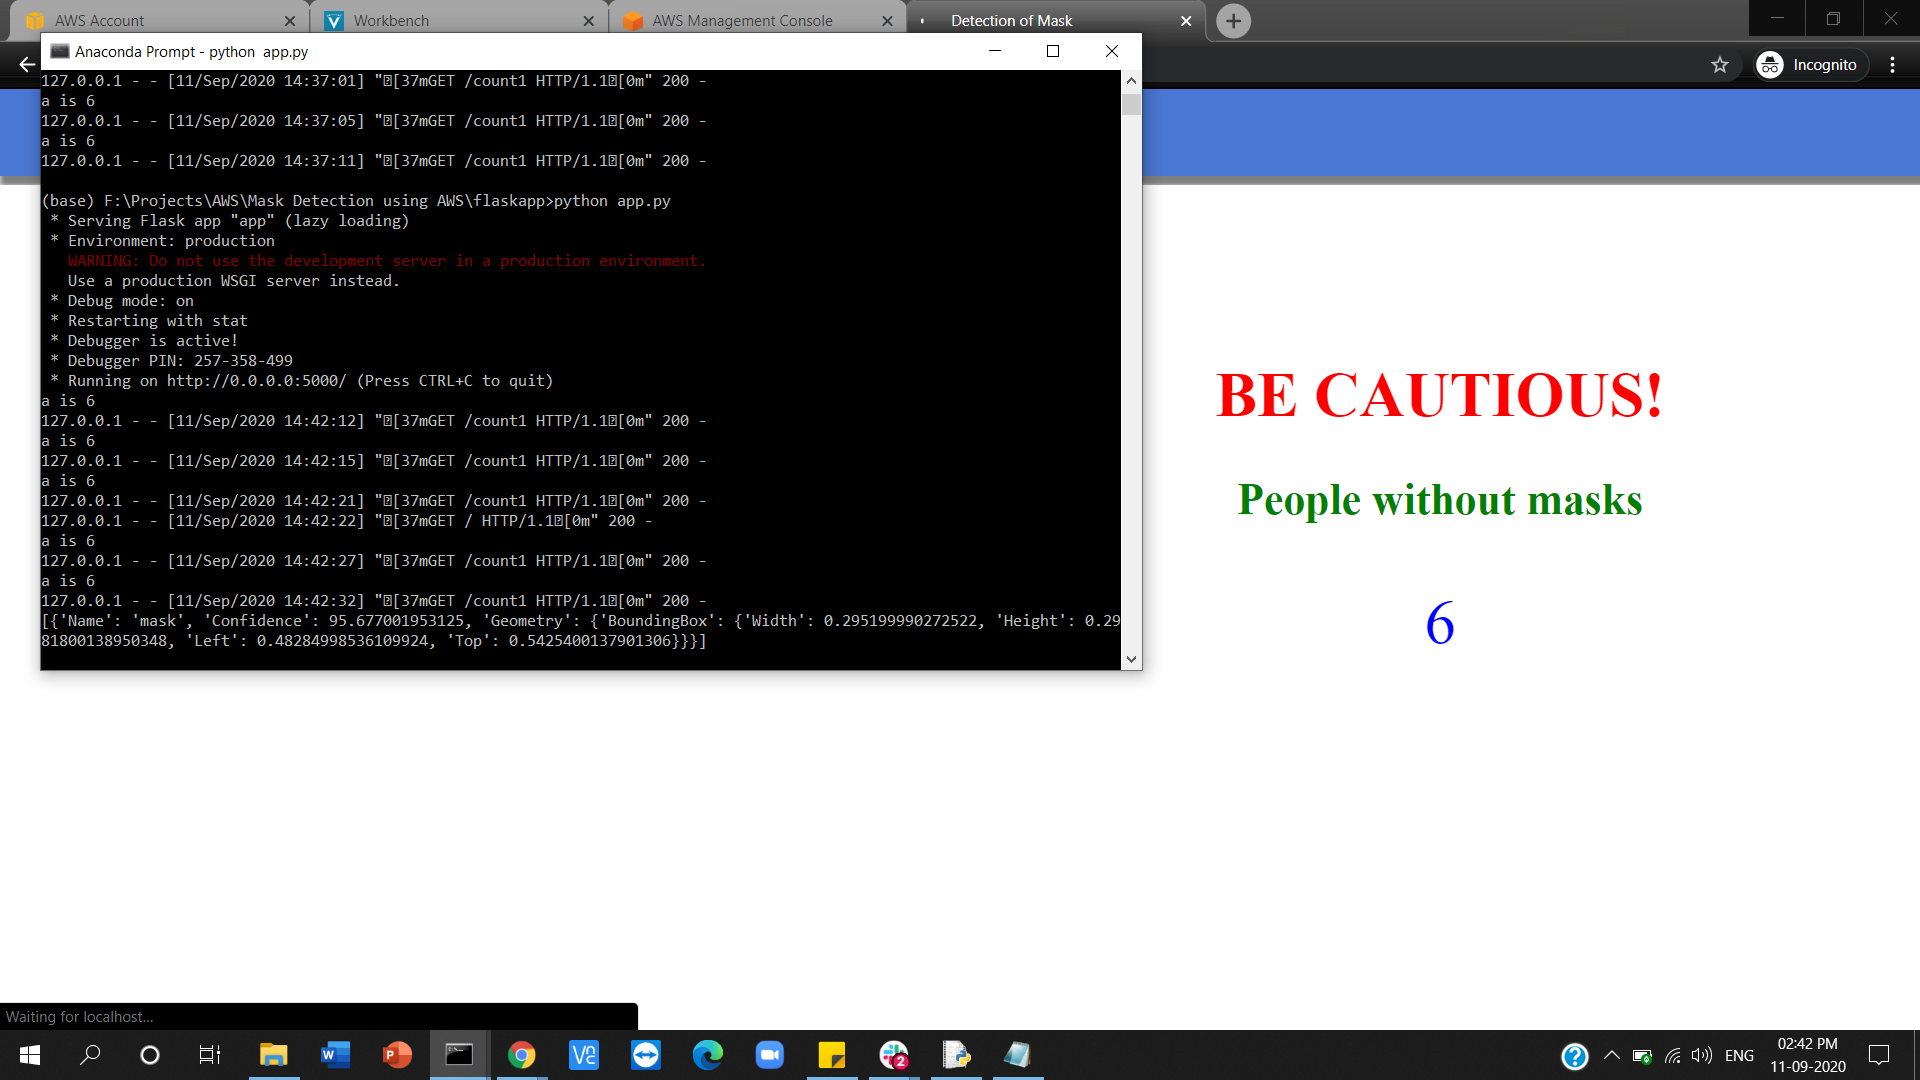 AWS Account
Workbench
AWS Management Console
Detection of Mask
Anaconda Prompt - python  app.py
Incognito
127.0.0.1 - - [11/Sep/2020 14:37:01] "[37mGET /count1 HTTP/1.1[0m" 200 -
a is 6
127.0.0.1 - - [11/Sep/2020 14:37:05] "[37mGET /count1 HTTP/1.1[0m" 200 -
a is 6
127.0.0.1 - - [11/Sep/2020 14:37:11] "[37mGET /count1 HTTP/1.1[0m" 200 -
(base) F:\Projects\AWS\Mask Detection using AWS\flaskapp>python app.py
* Serving Flask app "app" (lazy loading)
* Environment: production
WARNING: Do not use the development server in a production environment.
Use a production WSGI server instead.
* Debug mode: on
* Restarting with stat
* Debugger is active!
* Debugger PIN: 257-358-499
* Running on http://0.0.0.0:5000/ (Press CTRL+C to quit)
a is 6
127.0.0.1 - - [11/Sep/2020 14:42:12] "[37mGET /count1 HTTP/1.1[0m" 200 -
a is 6
127.0.0.1 - - [11/Sep/2020 14:42:15] "[37mGET /count1 HTTP/1.1[0m" 200 -
a is 6
127.0.0.1 - - [11/Sep/2020 14:42:21] "[37mGET /count1 HTTP/1.1[0m" 200 -
127.0.0.1 - - [11/Sep/2020 14:42:22] "[37mGET / HTTP/1.1[0m" 200 -
a is 6
127.0.0.1 - - [11/Sep/2020 14:42:27] "[37mGET /count1 HTTP/1.1[0m" 200 -
a is 6
127.0.0.1 - - [11/Sep/2020 14:42:32] "[37mGET /count1 HTTP/1.1[0m" 200 -
[{'Name': 'mask', 'Confidence': 95.677001953125, 'Geometry': {'BoundingBox': {'Width': 0.295199990272522, 'Height': 0.29
81800138950348, 'Left': 0.48284998536109924, 'Top': 0.5425400137901306}}}]
BE CAUTIOUS!
People without masks
6
Waiting for localhost...
2
ENG
02:42 PM
11-09-2020